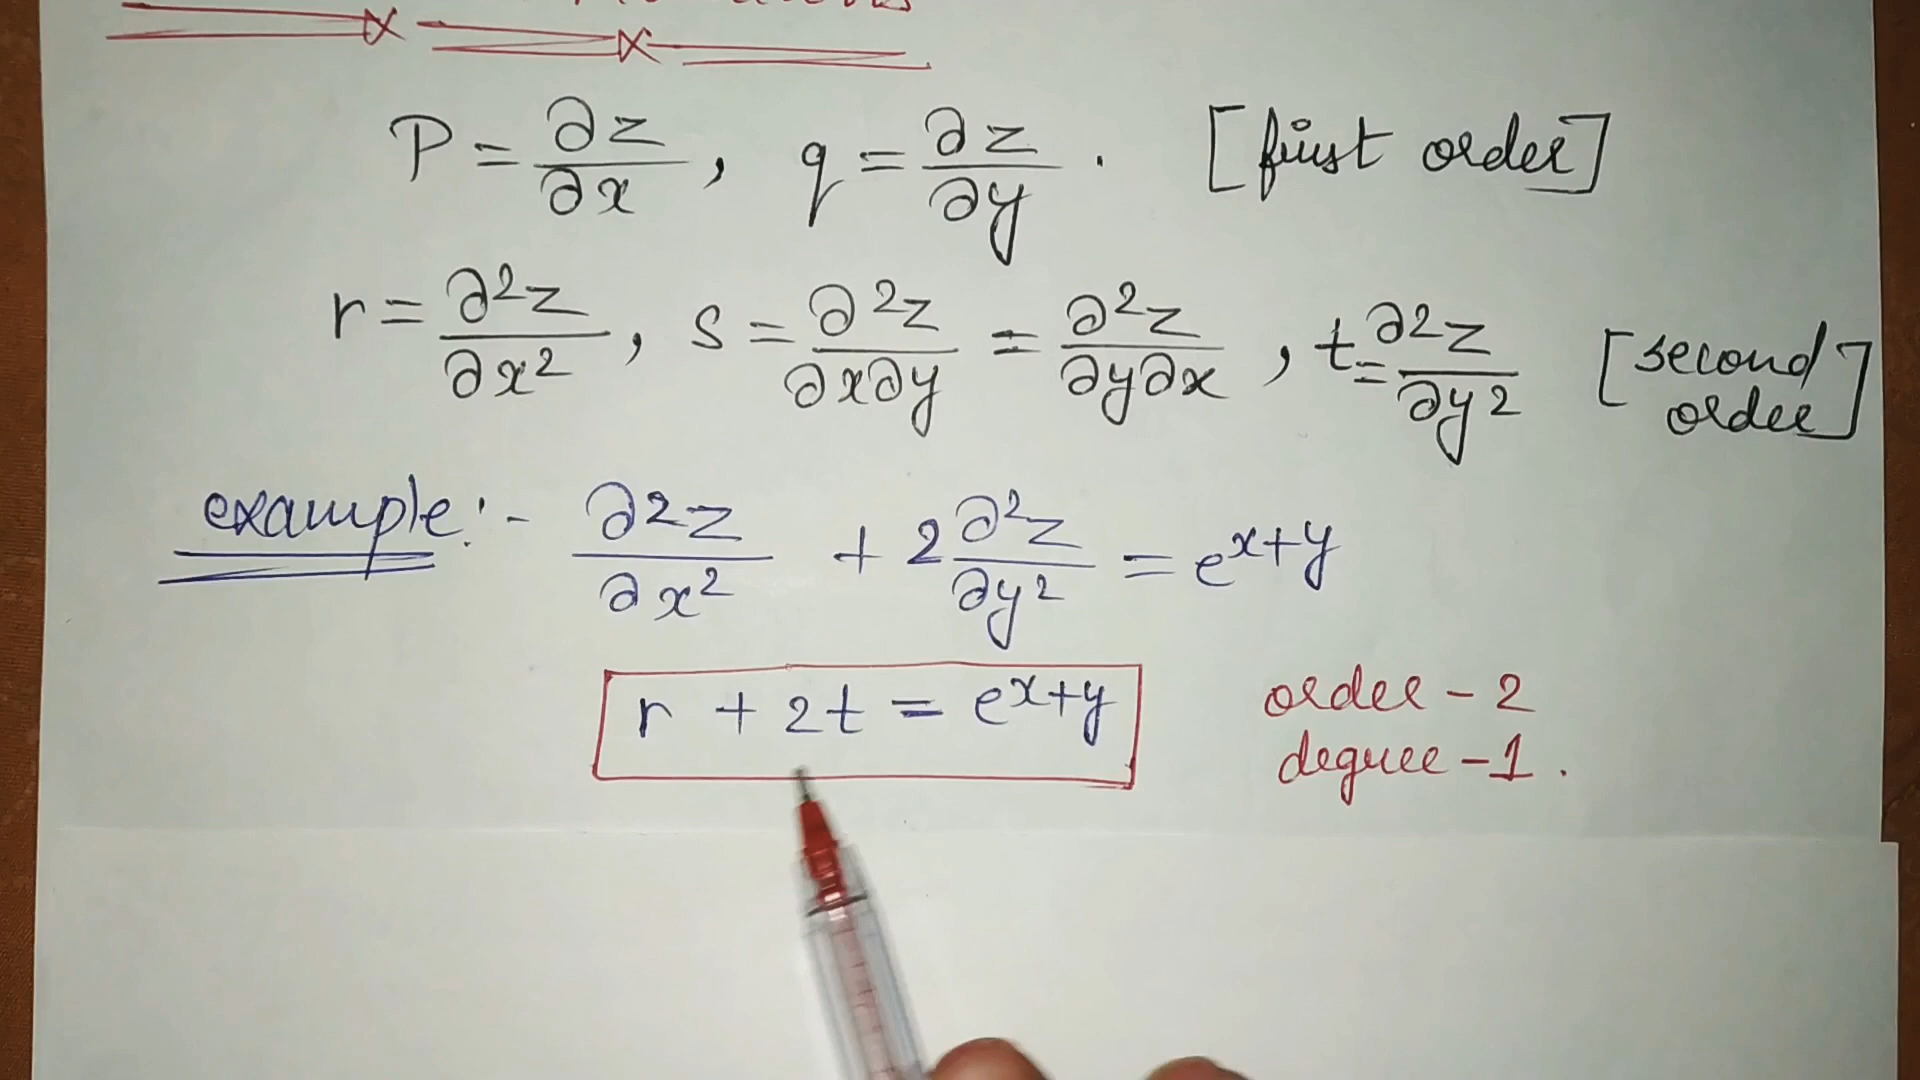 P = ∂z/∂x , q = ∂z/∂y . [first order]
r = ∂²z/∂x² , s = ∂²z/∂x∂y = ∂²z/∂y∂x , t = ∂²z/∂y² [second order]
example :- ∂²z/∂x² + 2 ∂²z/∂y² = e^{x+y}
r + 2t = e^{x+y}
order - 2
degree - 1 .